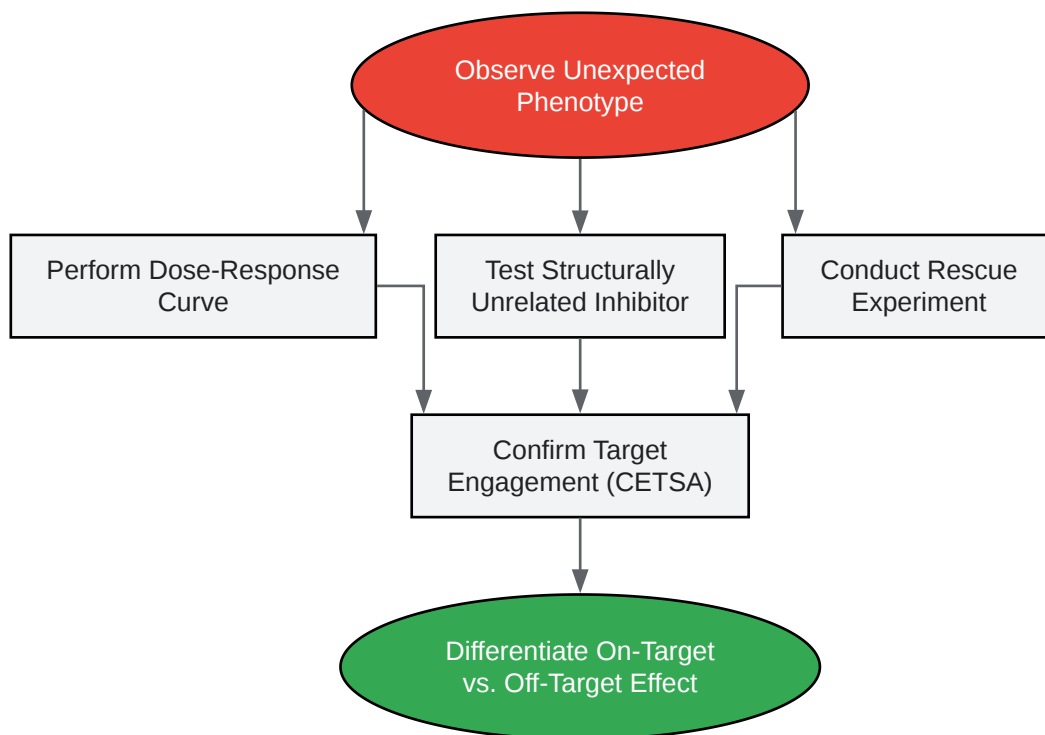 Observe Unexpected
Phenotype
Perform Dose-Response
Curve
Test Structurally
Unrelated Inhibitor
Conduct Rescue
Experiment
Confirm Target
Engagement (CETSA)
Differentiate On-Target
vs. Off-Target Effect